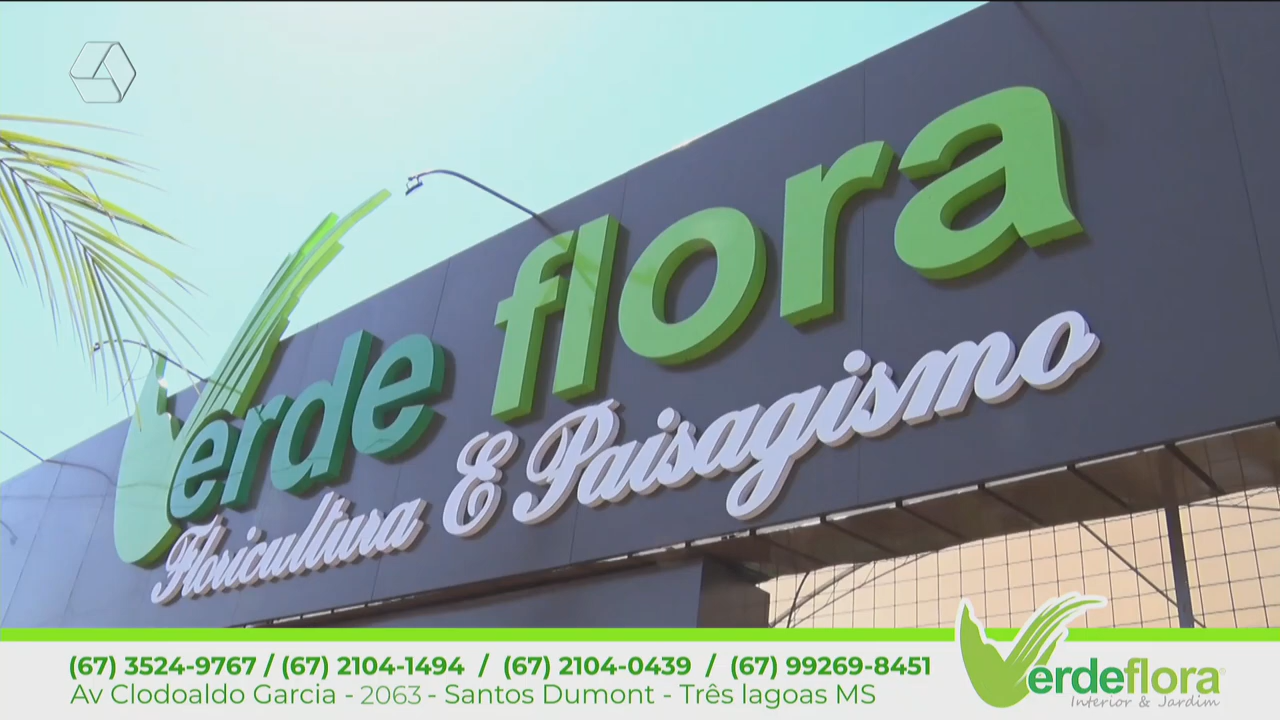 Verde flora
Floricultura E Paisagismo
(67) 3524-9767 / (67) 2104-1494 / (67) 2104-0439 / (67) 99269-8451
Av Clodoaldo Garcia - 2063 - Santos Dumont - Três lagoas MS
Verdeflora
Interior & Jardim